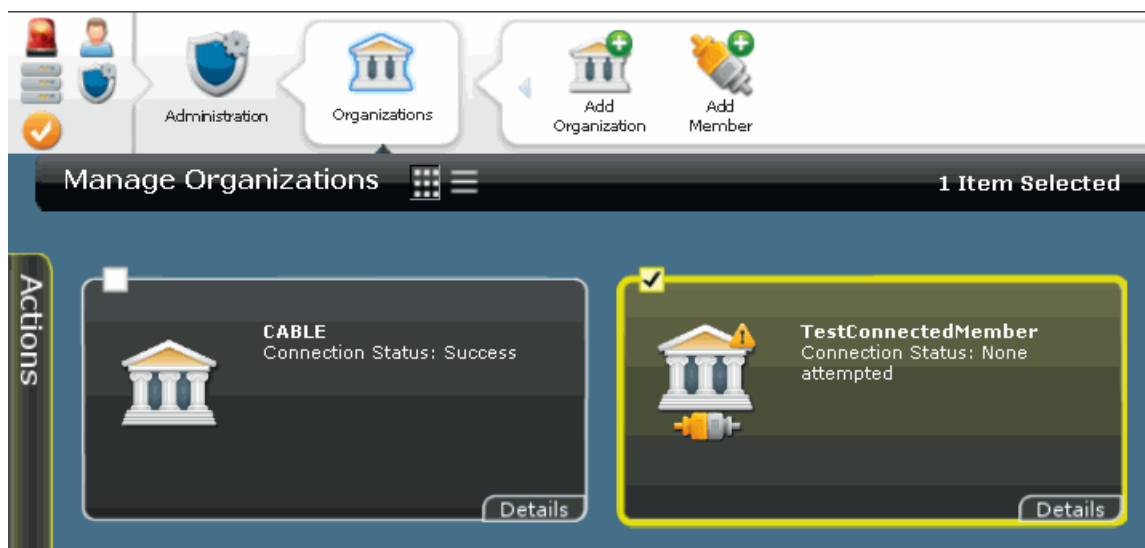 Administration
Organizations
Add
Organization
Add
Member
Manage Organizations
1 Item Selected
Actions
CABLE
Connection Status: Success
Details
TestConnectedMember
Connection Status: None
attempted
Details